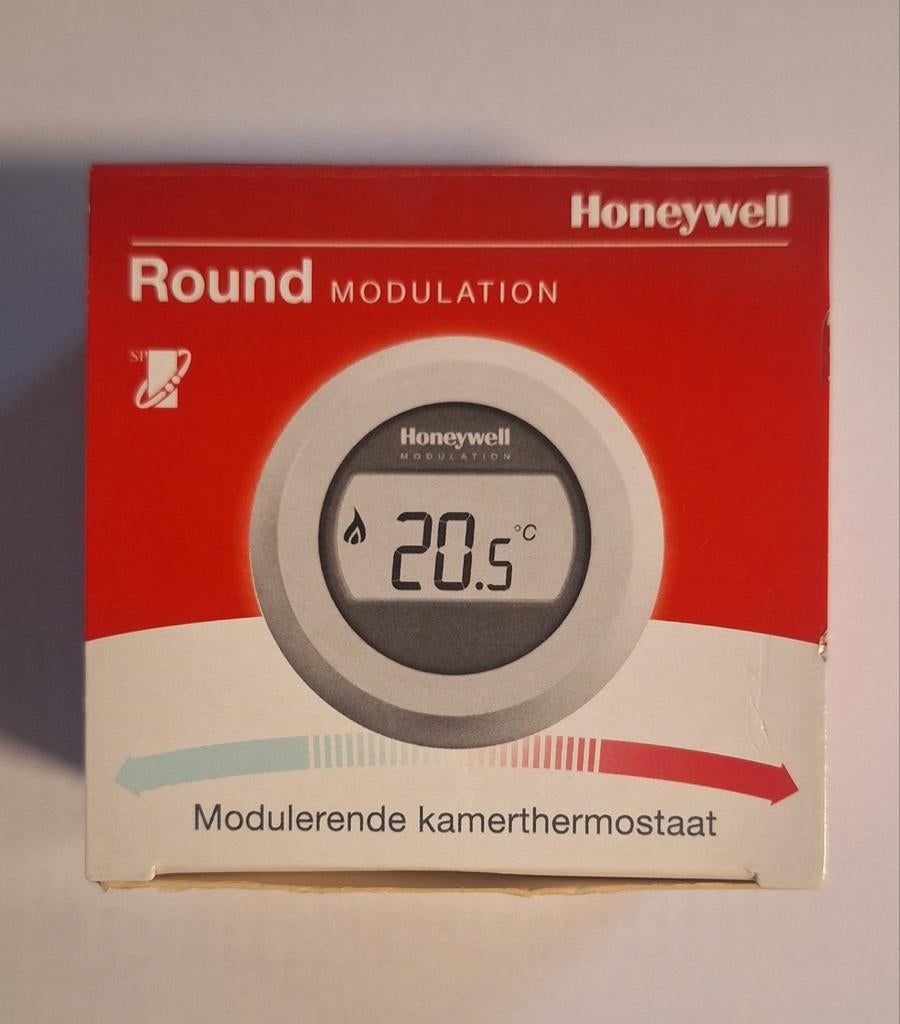 Honeywell
Round MODULATION
SP
Honeywell
MODULATION
20.5 °C
Modulerende kamerthermostaat